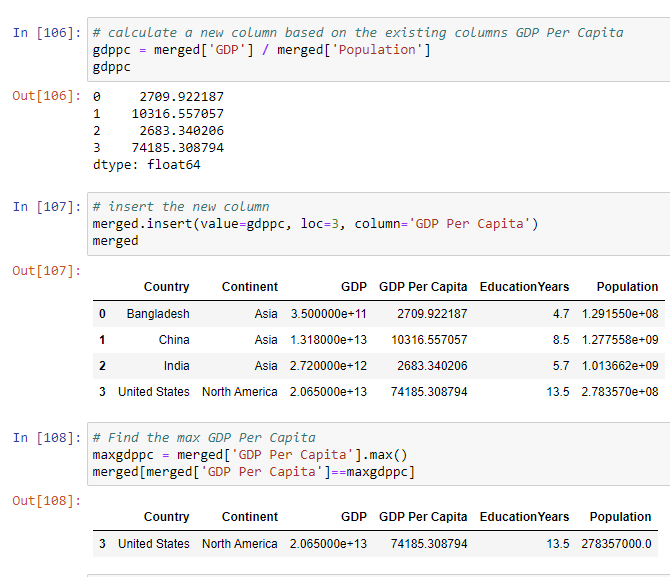 In [106]: # calculate a new column based on the existing columns GDP Per Capita
gdppc = merged['GDP'] / merged['Population']
gdppc
Out[106]: 0 2709.922187
1 10316.557057
2 2683.340206
3 74185.308794
dtype: float64
In [107]: # insert the new column
merged.insert(value=gdppc, loc=3, column='GDP Per Capita')
merged
Out[107]:
Country Continent GDP GDP Per Capita EducationYears Population
0 Bangladesh Asia 3.500000e+11 2709.922187 4.7 1.291550e+08
1 China Asia 1.318000e+13 10316.557057 8.5 1.277558e+09
2 India Asia 2.720000e+12 2683.340206 5.7 1.013662e+09
3 United States North America 2.065000e+13 74185.308794 13.5 2.783570e+08
In [108]: # Find the max GDP Per Capita
maxgdppc = merged['GDP Per Capita'].max()
merged[merged['GDP Per Capita']==maxgdppc]
Out[108]:
Country Continent GDP GDP Per Capita EducationYears Population
3 United States North America 2.065000e+13 74185.308794 13.5 278357000.0